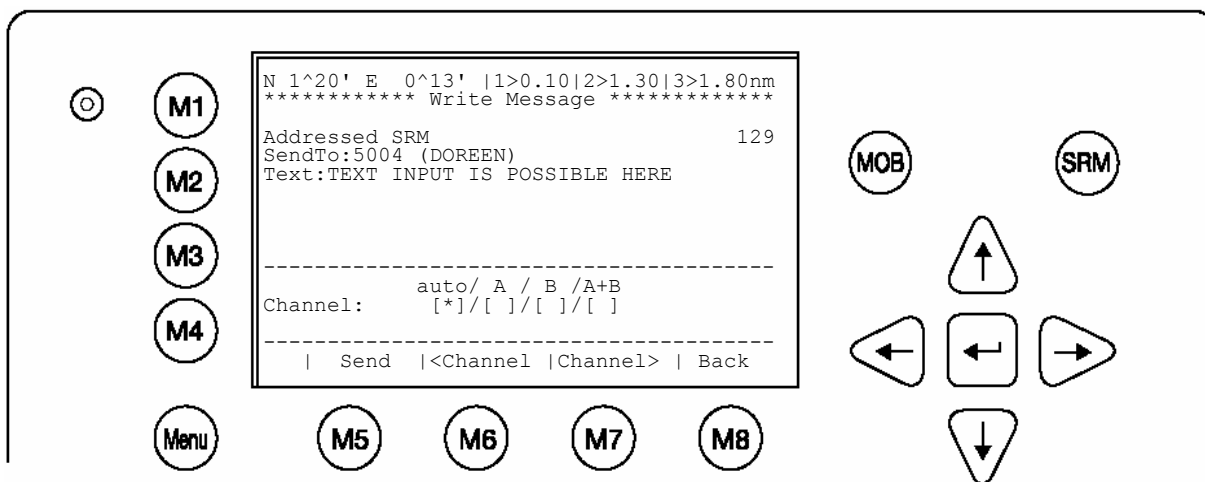 N 1^20' E  0^13' |1>0.10|2>1.30|3>1.80nm
************ Write Message *************
Addressed SRM                        129
SendTo:5004 (DOREEN)
Text:TEXT INPUT IS POSSIBLE HERE
----------------------------------------
auto/ A / B /A+B
Channel:     [*]/[ ]/[ ]/[ ]
----------------------------------------
|  Send  |<Channel |Channel> | Back
M1
M2
M3
M4
Menu
M5
M6
M7
M8
MOB
SRM